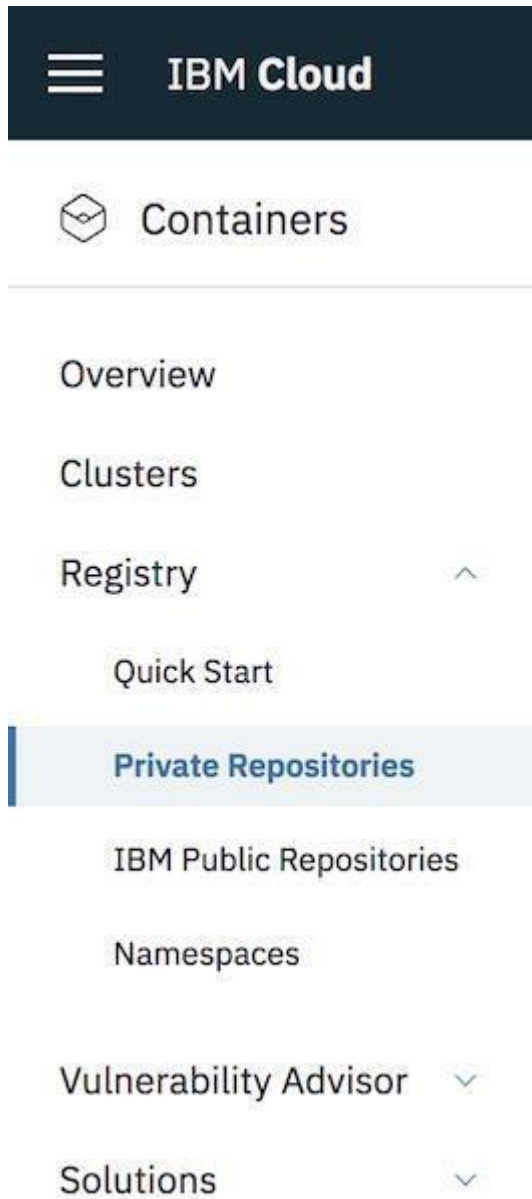 IBM Cloud
Containers
Overview
Clusters
Registry
Quick Start
Private Repositories
IBM Public Repositories
Namespaces
Vulnerability Advisor
Solutions